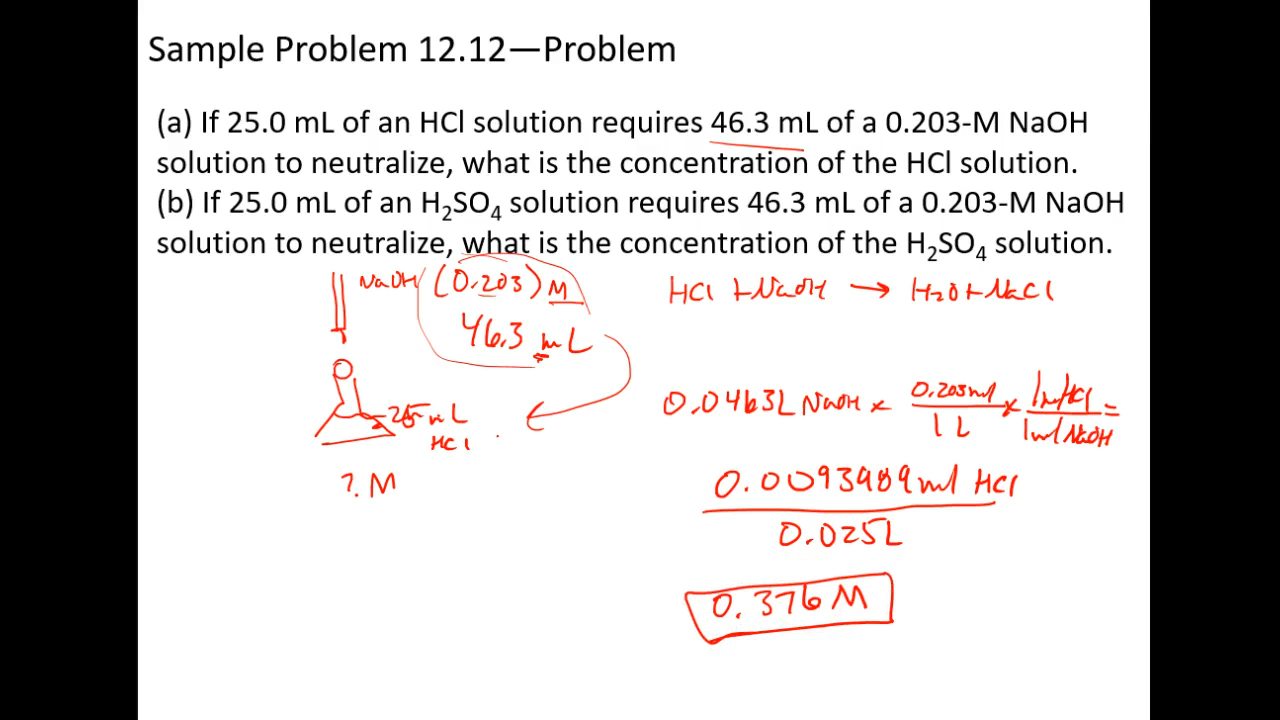 Sample Problem 12.12—Problem
(a) If 25.0 mL of an HCl solution requires 46.3 mL of a 0.203-M NaOH
solution to neutralize, what is the concentration of the HCl solution.
(b) If 25.0 mL of an H₂SO₄ solution requires 46.3 mL of a 0.203-M NaOH
solution to neutralize, what is the concentration of the H₂SO₄ solution.
NaOH (0.203) M
46.3 mL
25 mL
HCl
?. M
HCl + NaOH → H₂O + NaCl
0.0463L NaOH × 0.203 mol / 1 L × 1 mol HCl / 1 mol NaOH =
0.0093989 mol HCl
0.025L
0.376 M